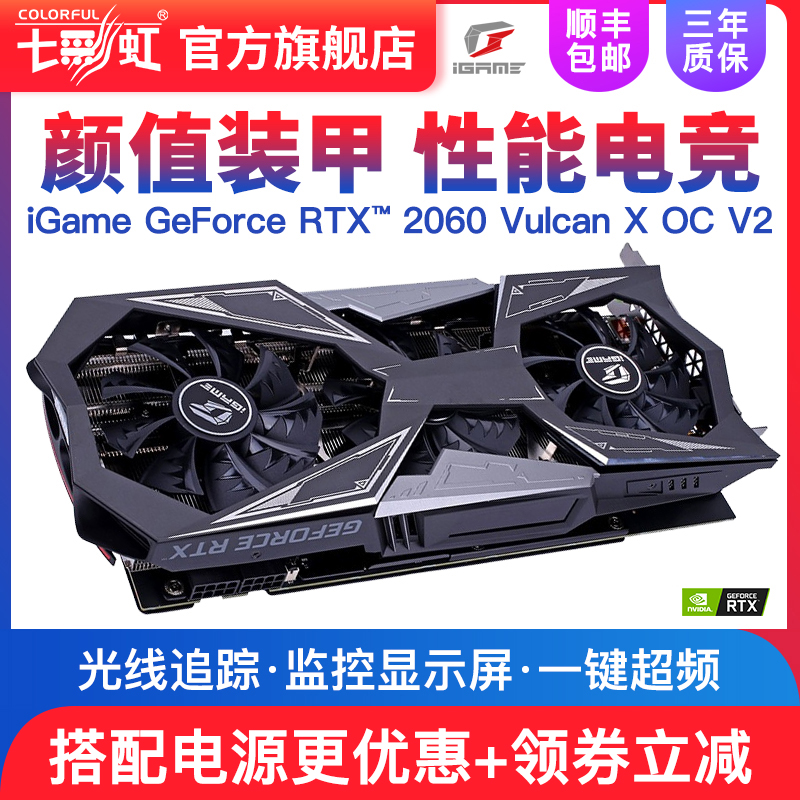 COLORFUL
七彩虹® 官方旗舰店
iGAME
顺丰
包邮
三年
质保
颜值装甲 性能电竞
iGame GeForce RTX™ 2060 Vulcan X OC V2
iGAME
iGAME
GEFORCE RTX
NVIDIA.
GEFORCE
RTX
光线追踪·监控显示屏·一键超频
搭配电源更优惠+领券立减